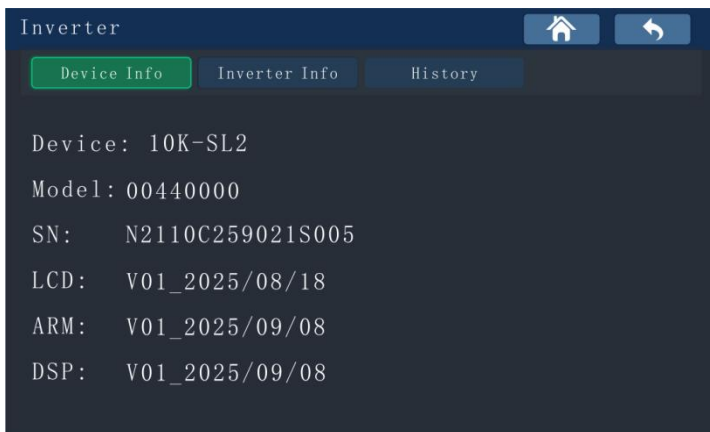 Inverter
Device Info Inverter Info History
Device: 10K-SL2
Model: 00440000
SN: N2110C259021S005
LCD: V01_2025/08/18
ARM: V01_2025/09/08
DSP: V01_2025/09/08